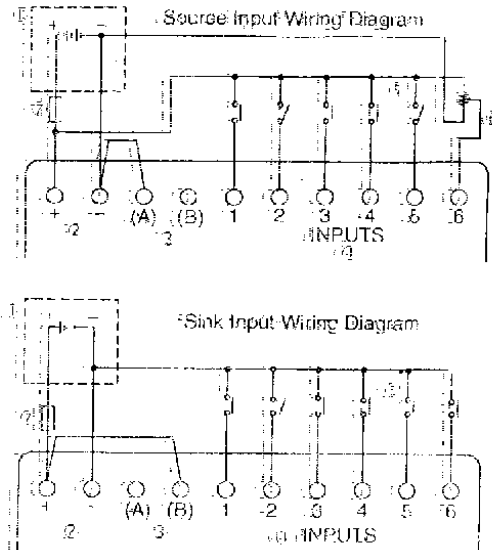 Source Input Wiring Diagram
+ −
+ − (A) (B) 1 2 3 4 5 6
INPUTS
Sink Input Wiring Diagram
−
+ - (A) (B) 1 2 3 4 5 6
INPUTS